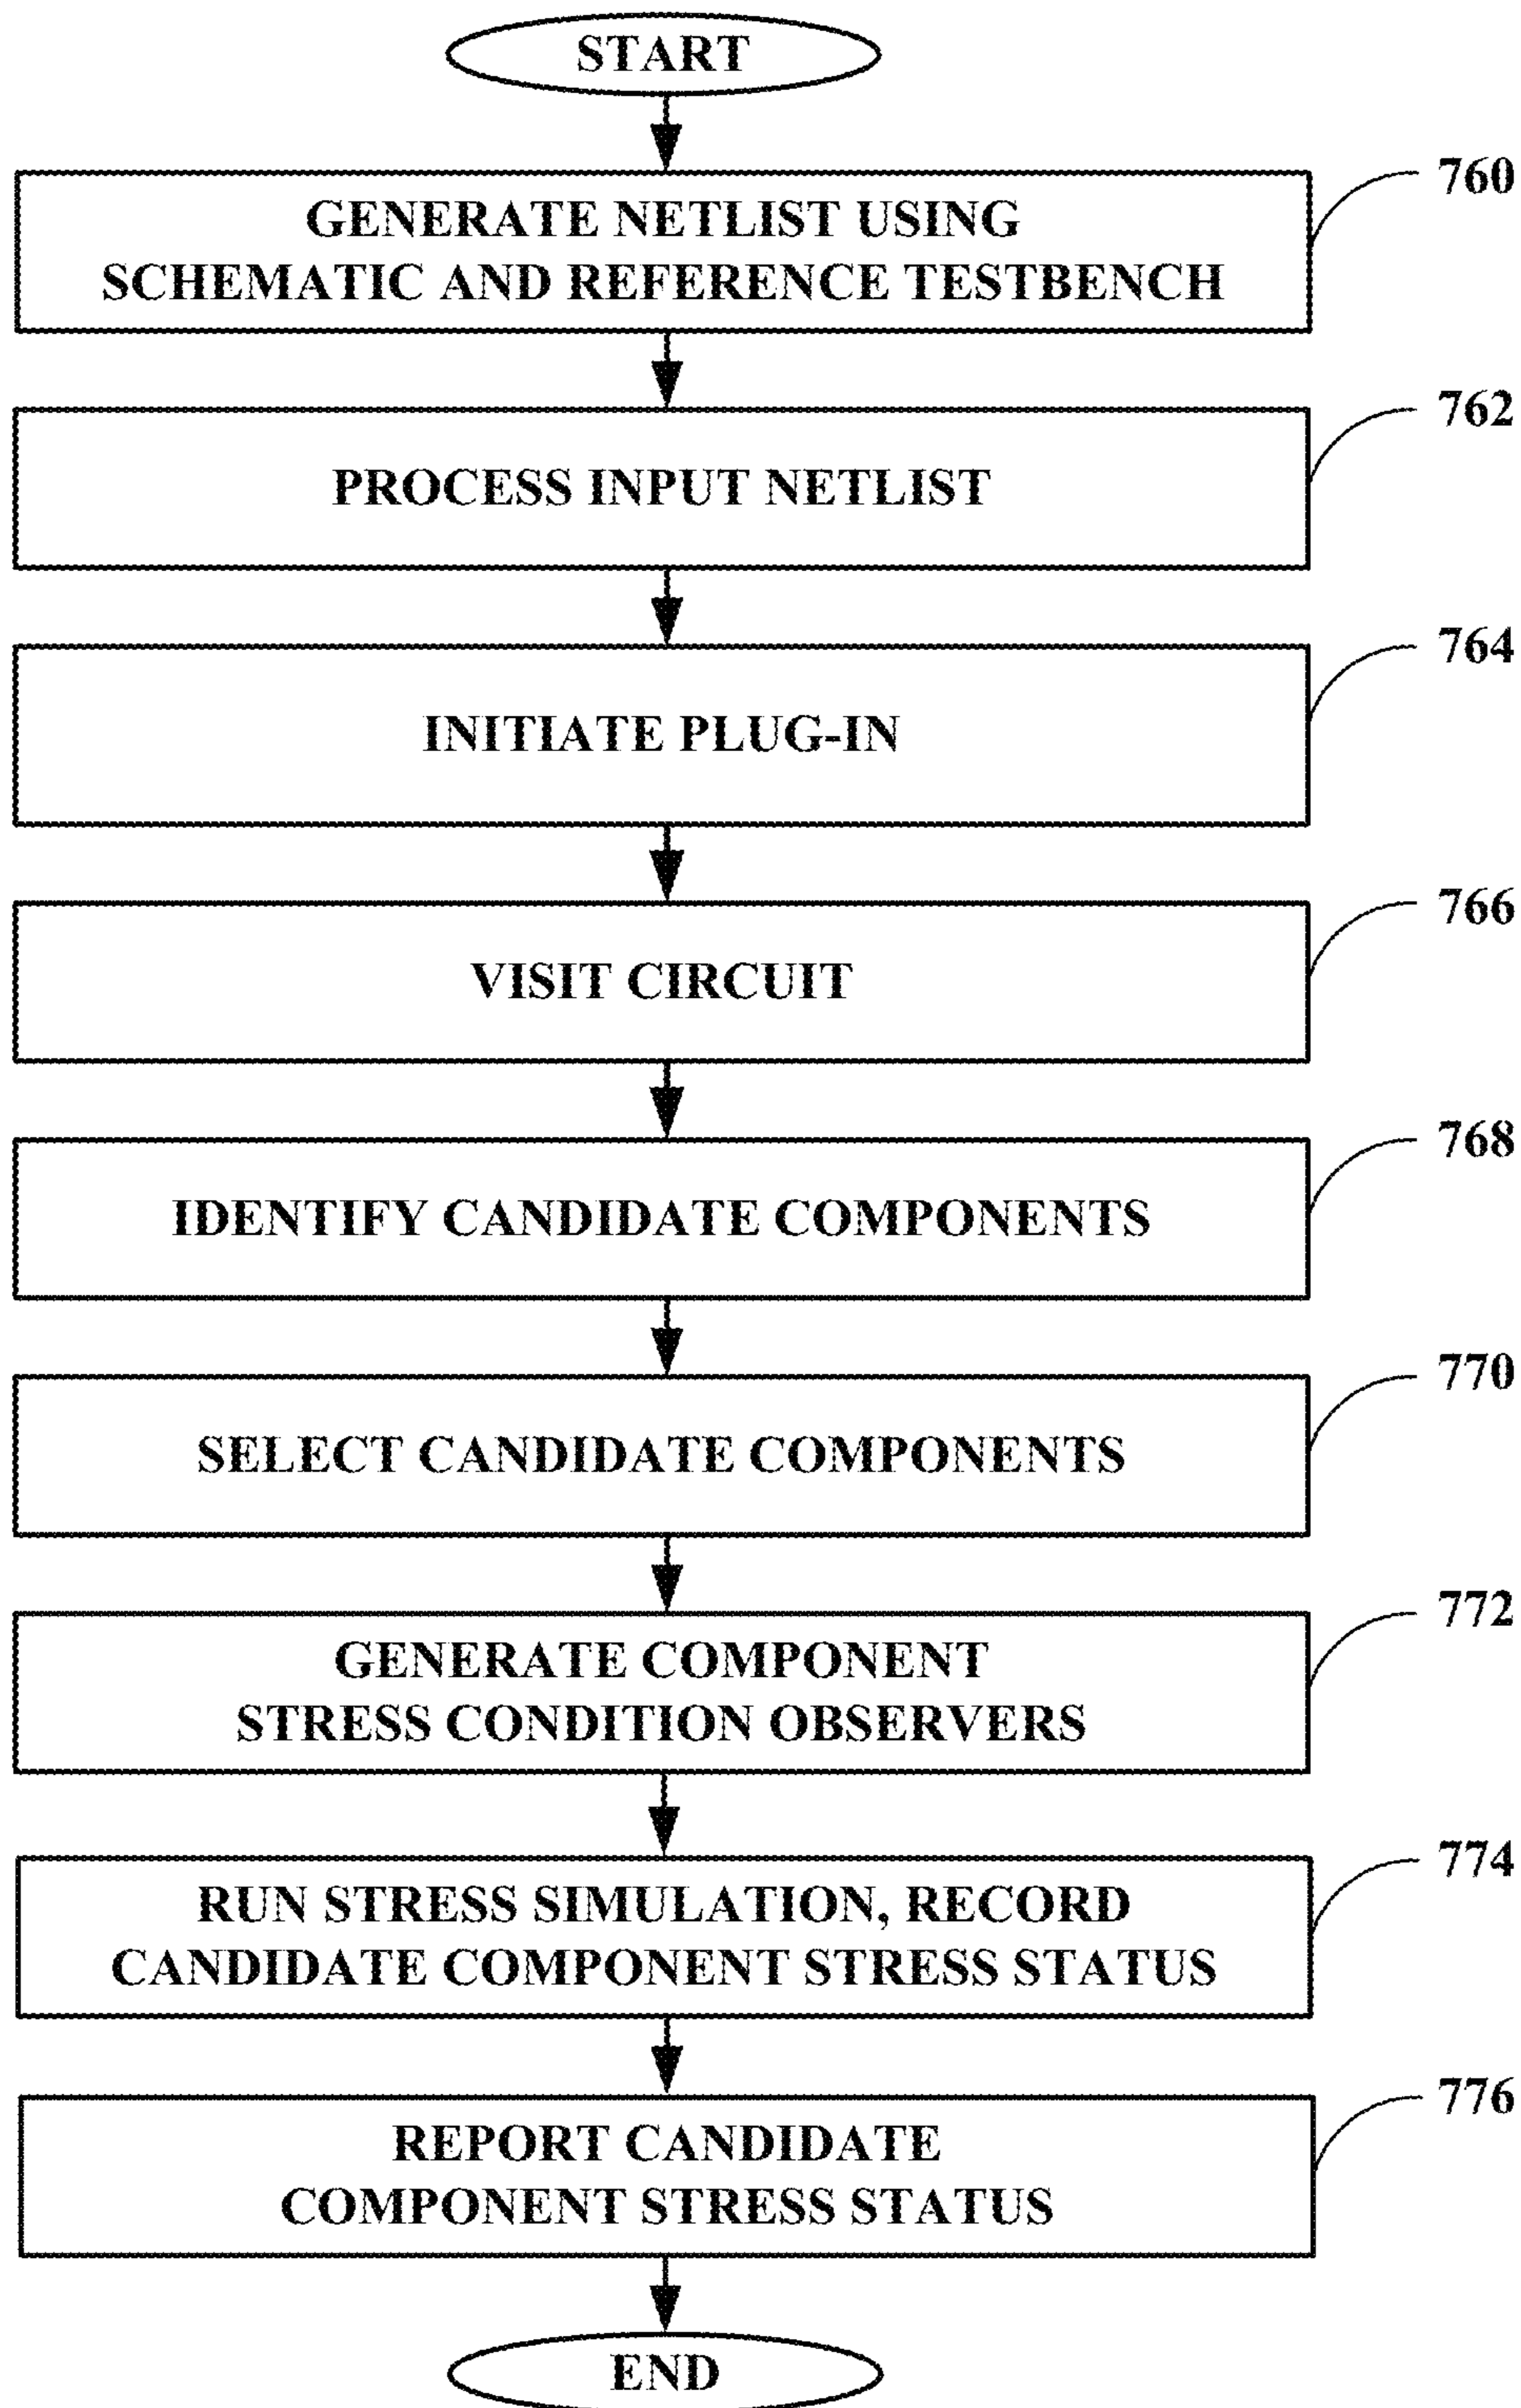 START
760
GENERATE NETLIST USING
SCHEMATIC AND REFERENCE TESTBENCH
762
PROCESS INPUT NETLIST
764
INITIATE PLUG-IN
766
VISIT CIRCUIT
768
IDENTIFY CANDIDATE COMPONENTS
770
SELECT CANDIDATE COMPONENTS
772
GENERATE COMPONENT
STRESS CONDITION OBSERVERS
774
RUN STRESS SIMULATION, RECORD
CANDIDATE COMPONENT STRESS STATUS
776
REPORT CANDIDATE
COMPONENT STRESS STATUS
END